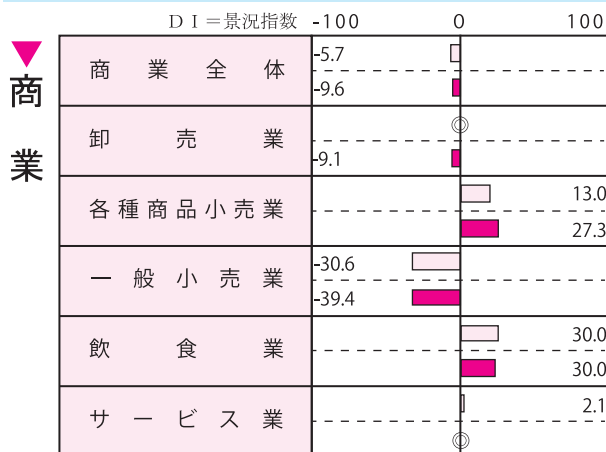 DI＝景況指数 -100 0 100
▼商業
商業全体 -5.7
-9.6
卸売業 ◎
-9.1
各種商品小売業 13.0
27.3
一般小売業 -30.6
-39.4
飲食業 30.0
30.0
サービス業 2.1
◎